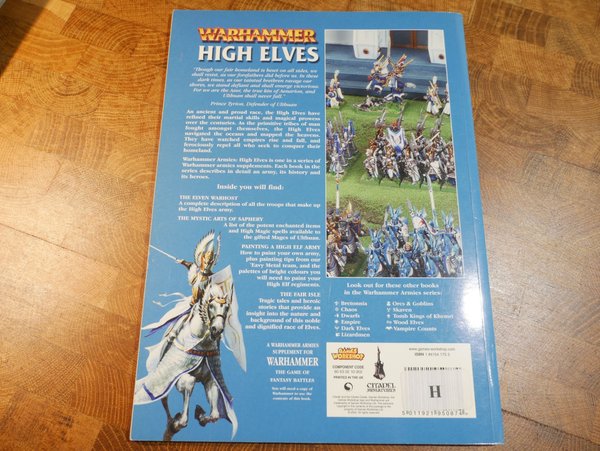 WARHAMMER
HIGH ELVES
"Though our fair homeland is beset on all sides, we
shall resist, as our forefathers did before us. In these
dark times, as our tainted brethren ravage our
shores, we stand defiant and shall emerge victorious.
For we are the Asur, the true kin of Aenarion, and
Ulthuan shall never fall."
Prince Tyrion, Defender of Ulthuan
An ancient and proud race, the High Elves have
refined their martial skills and magical prowess
over the centuries. As the primitive tribes of man
fought amongst themselves, the High Elves
navigated the oceans and mapped the heavens.
They have watched empires rise and fall, and
ferociously repel all who seek to conquer their
homeland.
Warhammer Armies: High Elves is one in a series of
Warhammer armies supplements. Each book in the
series describes in detail an army, its history and
its heroes.
Inside you will find:
THE ELVEN WARHOST
A complete description of all the troops that make up
the High Elves army.
THE MYSTIC ARTS OF SAPHERY
A list of the potent enchanted items
and High Magic spells available to
the gifted Mages of Ulthuan.
PAINTING A HIGH ELF ARMY
How to paint your own army,
plus painting tips from our
'Eavy Metal team, and the
palettes of bright colours you
will need to paint your
High Elf regiments.
THE FAIR ISLE
Tragic tales and heroic
stories that provide an
insight into the nature and
background of this noble
and dignified race of Elves.
A WARHAMMER ARMIES
SUPPLEMENT FOR
WARHAMMER
THE GAME OF
FANTASY BATTLES
You will need a copy of
Warhammer to use the
contents of this book.
Look out for these other books
in the Warhammer Armies series:
Bretonnia
Chaos
Dwarfs
Empire
Dark Elves
Lizardmen
Orcs & Goblins
Skaven
Tomb Kings of Khemri
Wood Elves
Vampire Counts
GAMES
WORKSHOP
COMPONENT CODE
PRINTED IN THE UK
CITADEL
MINIATURES
www.games-workshop.com
H